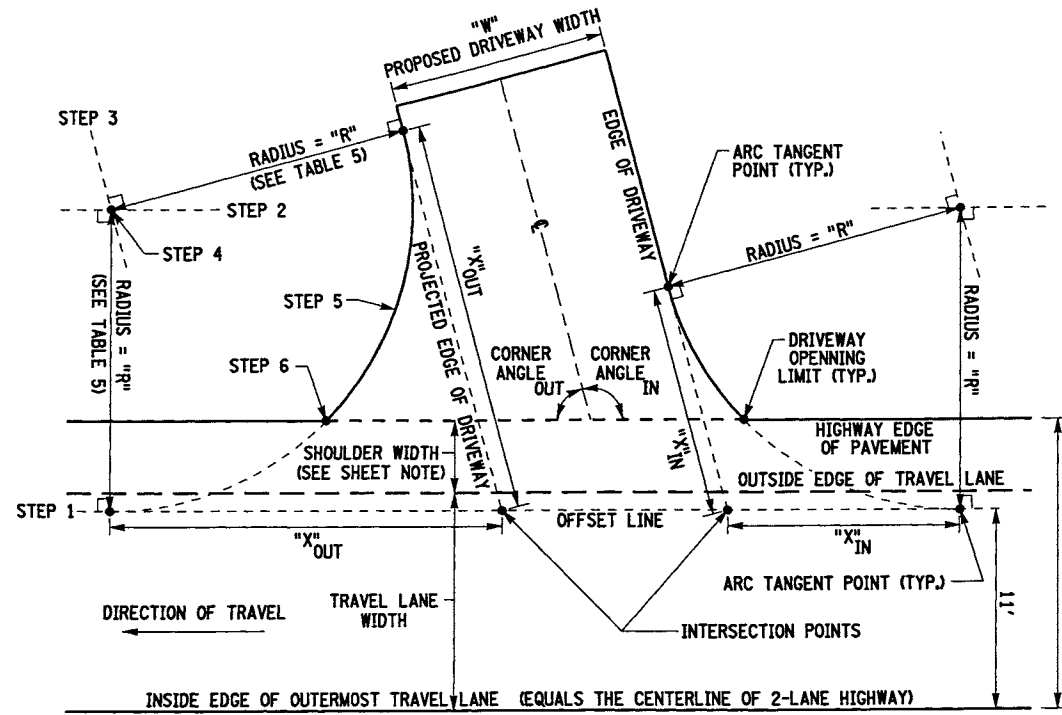 "W"
PROPOSED DRIVEWAY WIDTH
STEP 3
RADIUS = "R"
(SEE TABLE 5)
STEP 2
STEP 4
RADIUS = "R"
(SEE TABLE 5)
STEP 5
STEP 6
PROJECTED EDGE OF DRIVEWAY
"X"OUT
℄
EDGE OF DRIVEWAY
ARC TANGENT
POINT (TYP.)
RADIUS = "R"
RADIUS = "R"
CORNER
ANGLE OUT
CORNER
ANGLE IN
"X"IN
DRIVEWAY
OPENNING
LIMIT (TYP.)
HIGHWAY EDGE
OF PAVEMENT
SHOULDER WIDTH
(SEE SHEET NOTE)
OUTSIDE EDGE OF TRAVEL LANE
STEP 1
OFFSET LINE
"X"OUT
"X"IN
ARC TANGENT POINT (TYP.)
11'
TRAVEL LANE
WIDTH
DIRECTION OF TRAVEL
INTERSECTION POINTS
INSIDE EDGE OF OUTERMOST TRAVEL LANE (EQUALS THE CENTERLINE OF 2-LANE HIGHWAY)